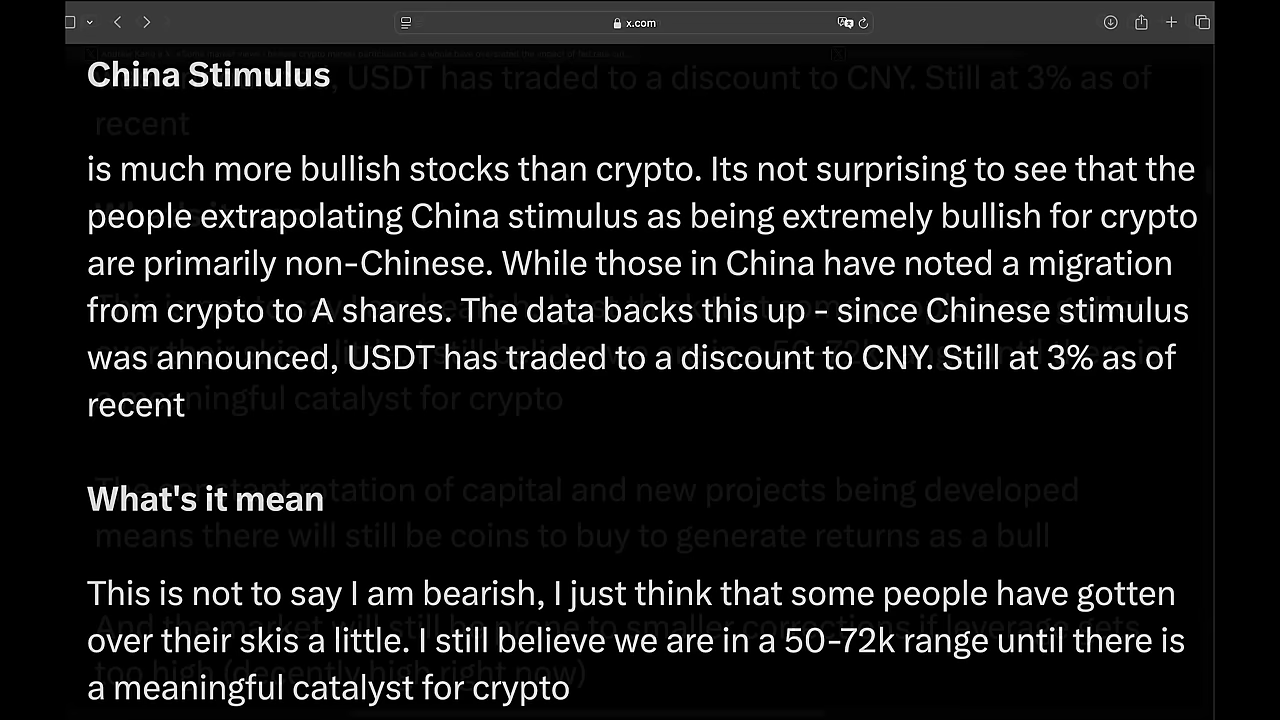 x.com
China Stimulus
is much more bullish stocks than crypto. Its not surprising to see that the
people extrapolating China stimulus as being extremely bullish for crypto
are primarily non-Chinese. While those in China have noted a migration
from crypto to A shares. The data backs this up - since Chinese stimulus
was announced, USDT has traded to a discount to CNY. Still at 3% as of
recent
What's it mean
This is not to say I am bearish, I just think that some people have gotten
over their skis a little. I still believe we are in a 50-72k range until there is
a meaningful catalyst for crypto